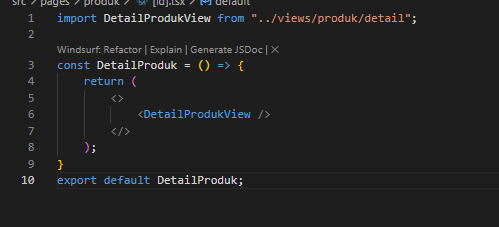 src > pages > produk > [id].tsx > default
1 import DetailProdukView from "../views/produk/detail";
2
Windsurf: Refactor | Explain | Generate JSDoc | ×
3 const DetailProduk = () => {
4 return (
5 <>
6 <DetailProdukView />
7 </>
8 );
9 }
10 export default DetailProduk;